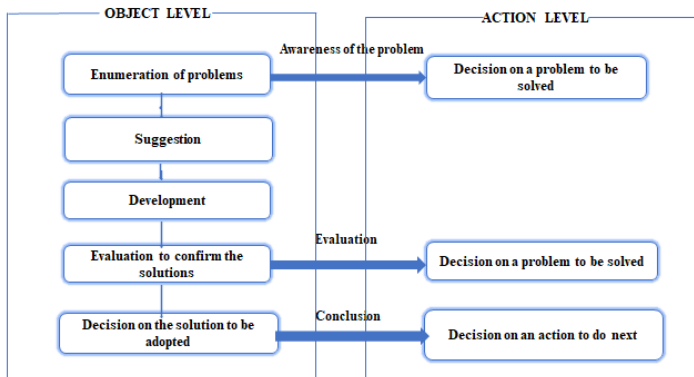 OBJECT LEVEL
ACTION LEVEL
Awareness of the problem
Enumeration of problems
Decision on a problem to be
solved
Suggestion
Development
Evaluation
Evaluation to confirm the
solutions
Decision on a problem to be solved
Conclusion
Decision on the solution to be
adopted
Decision on an action to do next